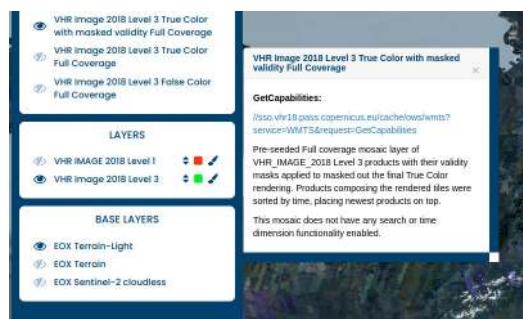 VHR Image 2018 Level 3 True Color
with masked validity Full Coverage
VHR Image 2018 Level 3 True Color
Full Coverage
VHR Image 2018 Level 3 False Color
Full Coverage
LAYERS
VHR IMAGE 2018 Level 1
VHR Image 2018 Level 3
BASE LAYERS
EOX Terrain-Light
EOX Terrain
EOX Sentinel-2 cloudless
VHR Image 2018 Level 3 True Color with masked
validity Full Coverage
×
GetCapabilities:
//sso.vhr18.pass.copernicus.eu/cache/ows/wmts?
service=WMTS&request=GetCapabilities
Pre-seeded Full coverage mosaic layer of
VHR_IMAGE_2018 Level 3 products with their validity
masks applied to masked out the final True Color
rendering. Products composing the rendered tiles were
sorted by time, placing newest products on top.
This mosaic does not have any search or time
dimension functionality enabled.